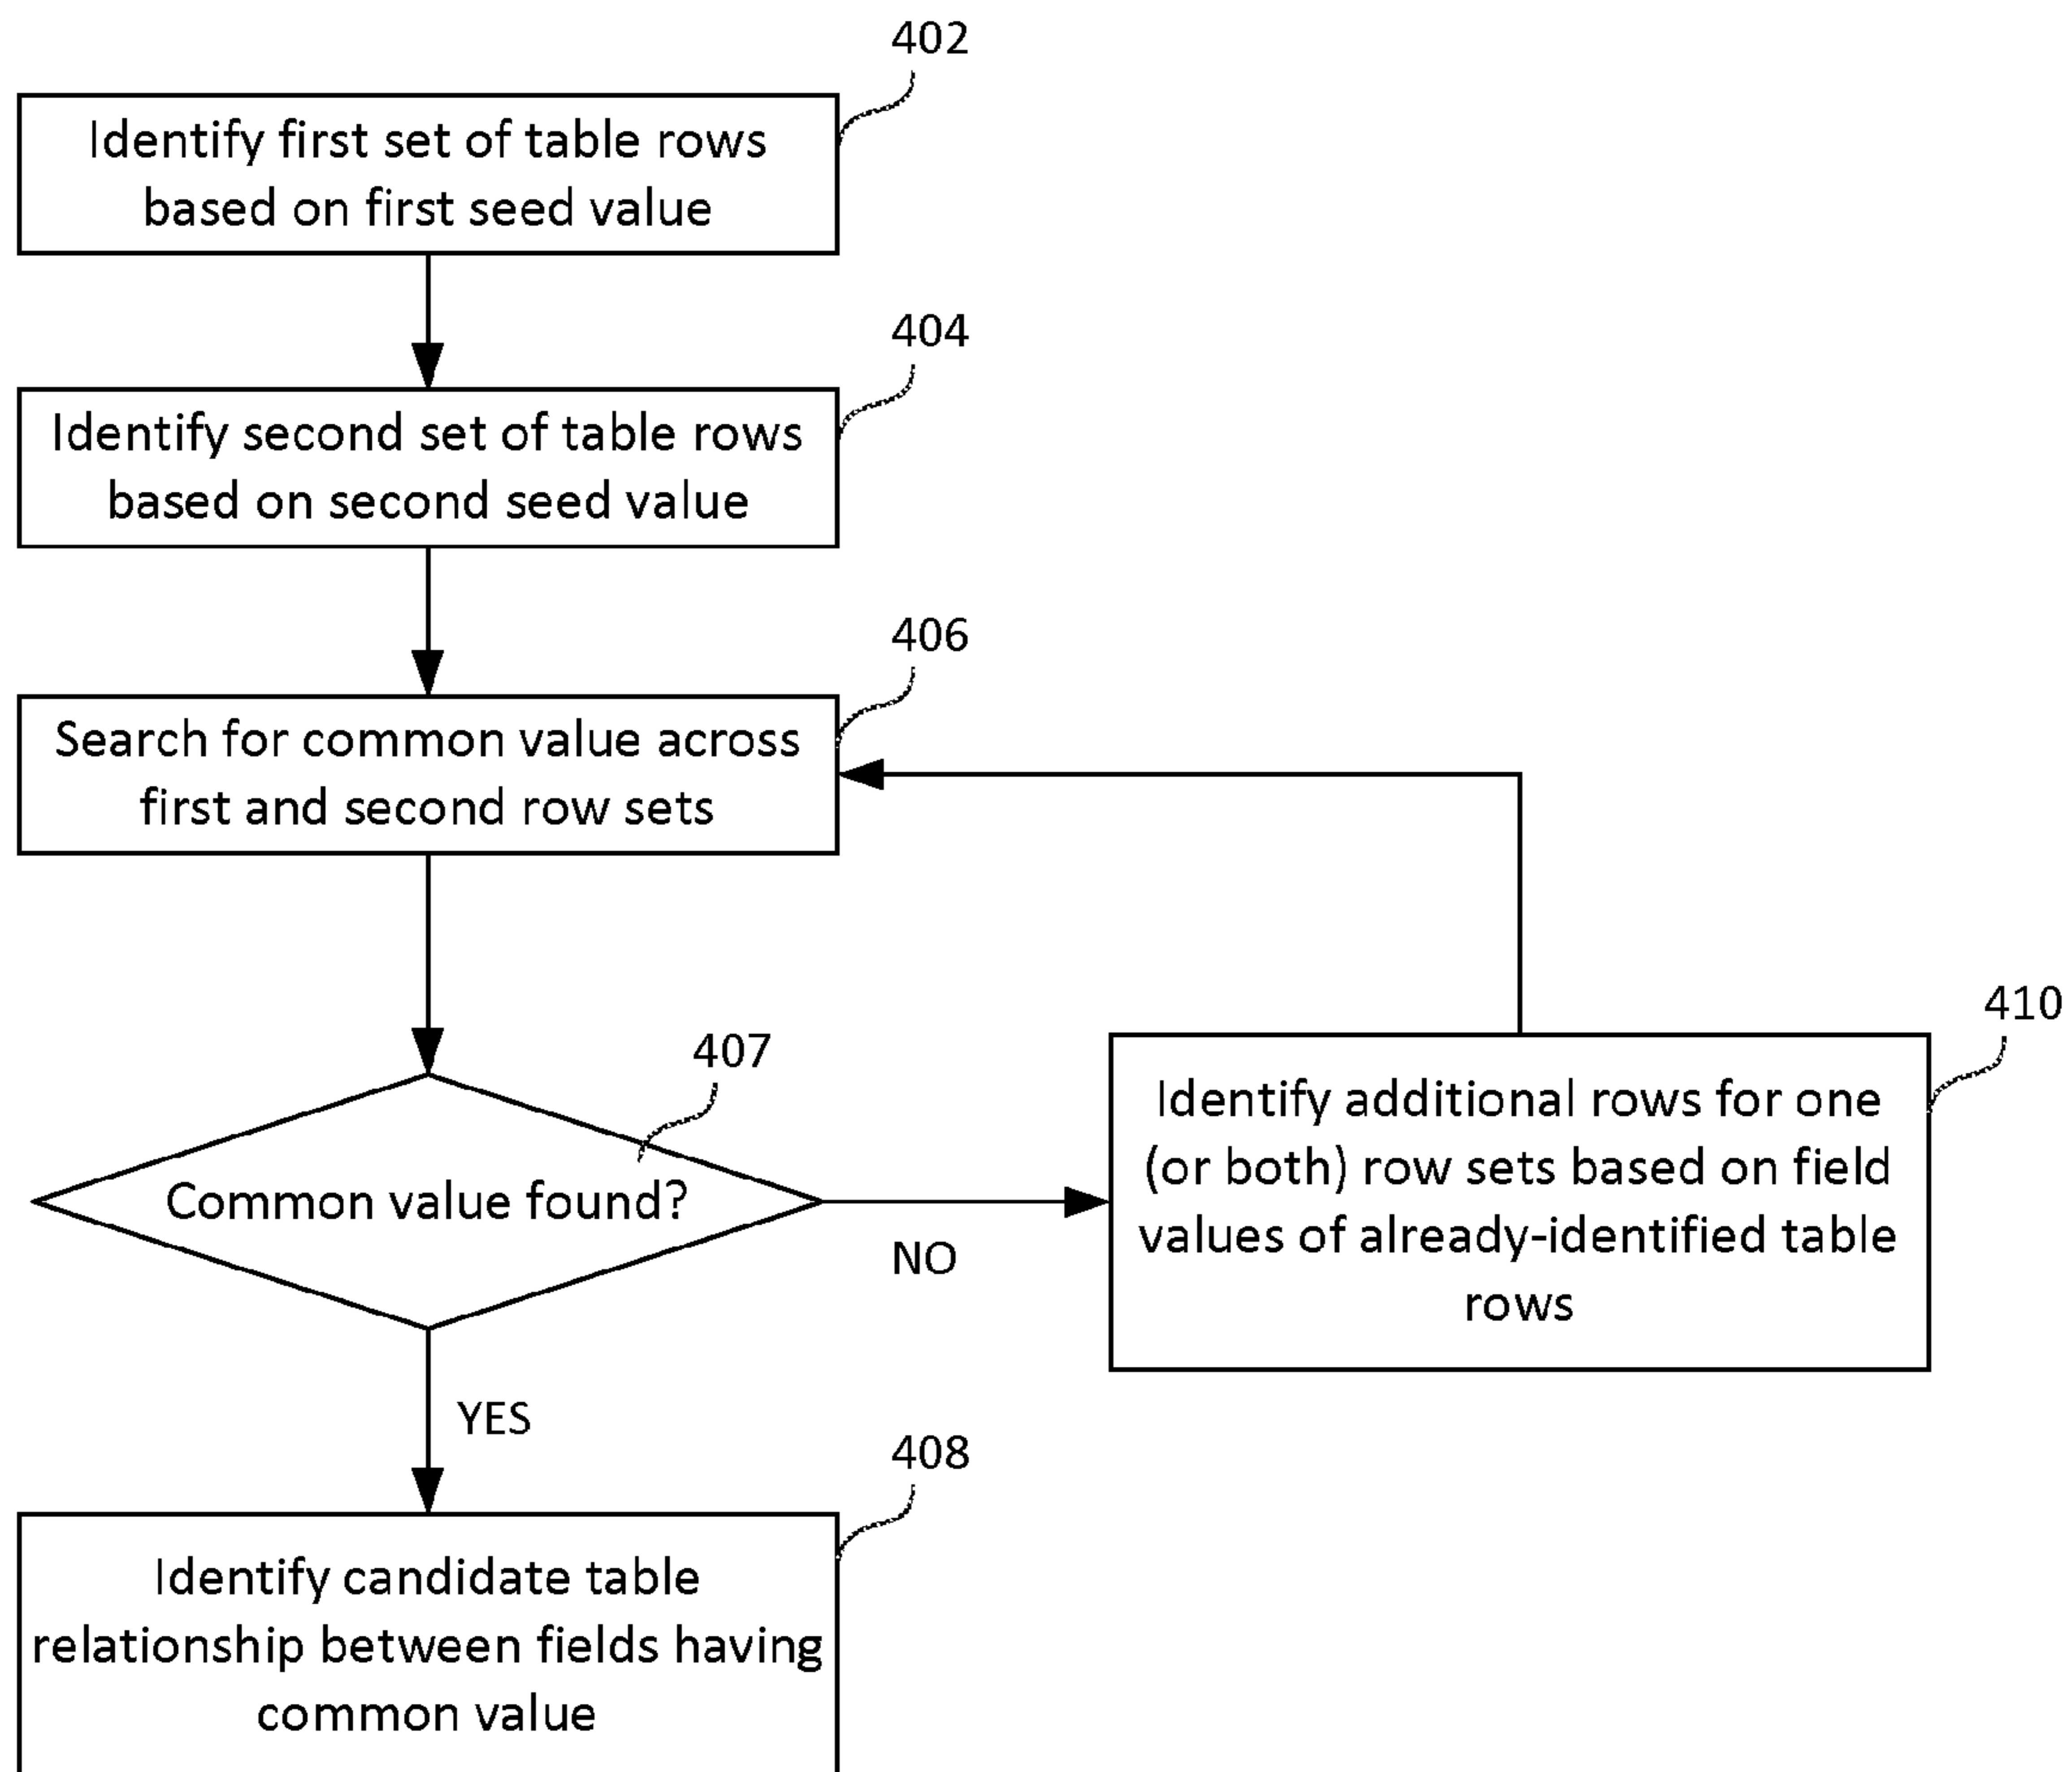 402
Identify first set of table rows
based on first seed value
404
Identify second set of table rows
based on second seed value
406
Search for common value across
first and second row sets
407
Common value found?
NO
410
Identify additional rows for one
(or both) row sets based on field
values of already-identified table
rows
YES
408
Identify candidate table
relationship between fields having
common value